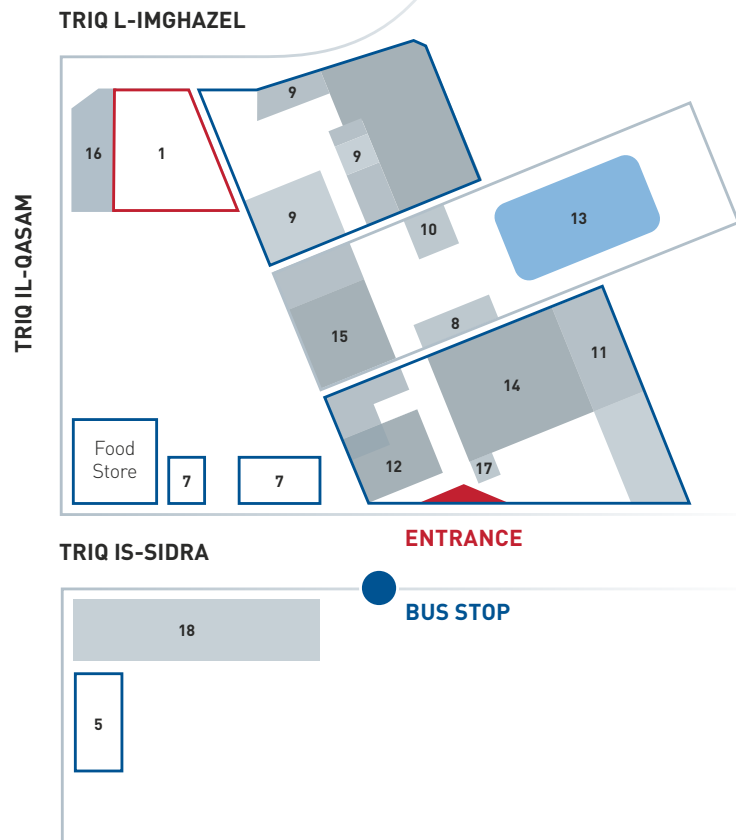 TRIQ L-IMGHAZEL
9
16
1
9
9
10
13
TRIQ IL-QASAM
8
15
11
14
Food
Store
12
17
7
7
ENTRANCE
TRIQ IS-SIDRA
BUS STOP
18
5